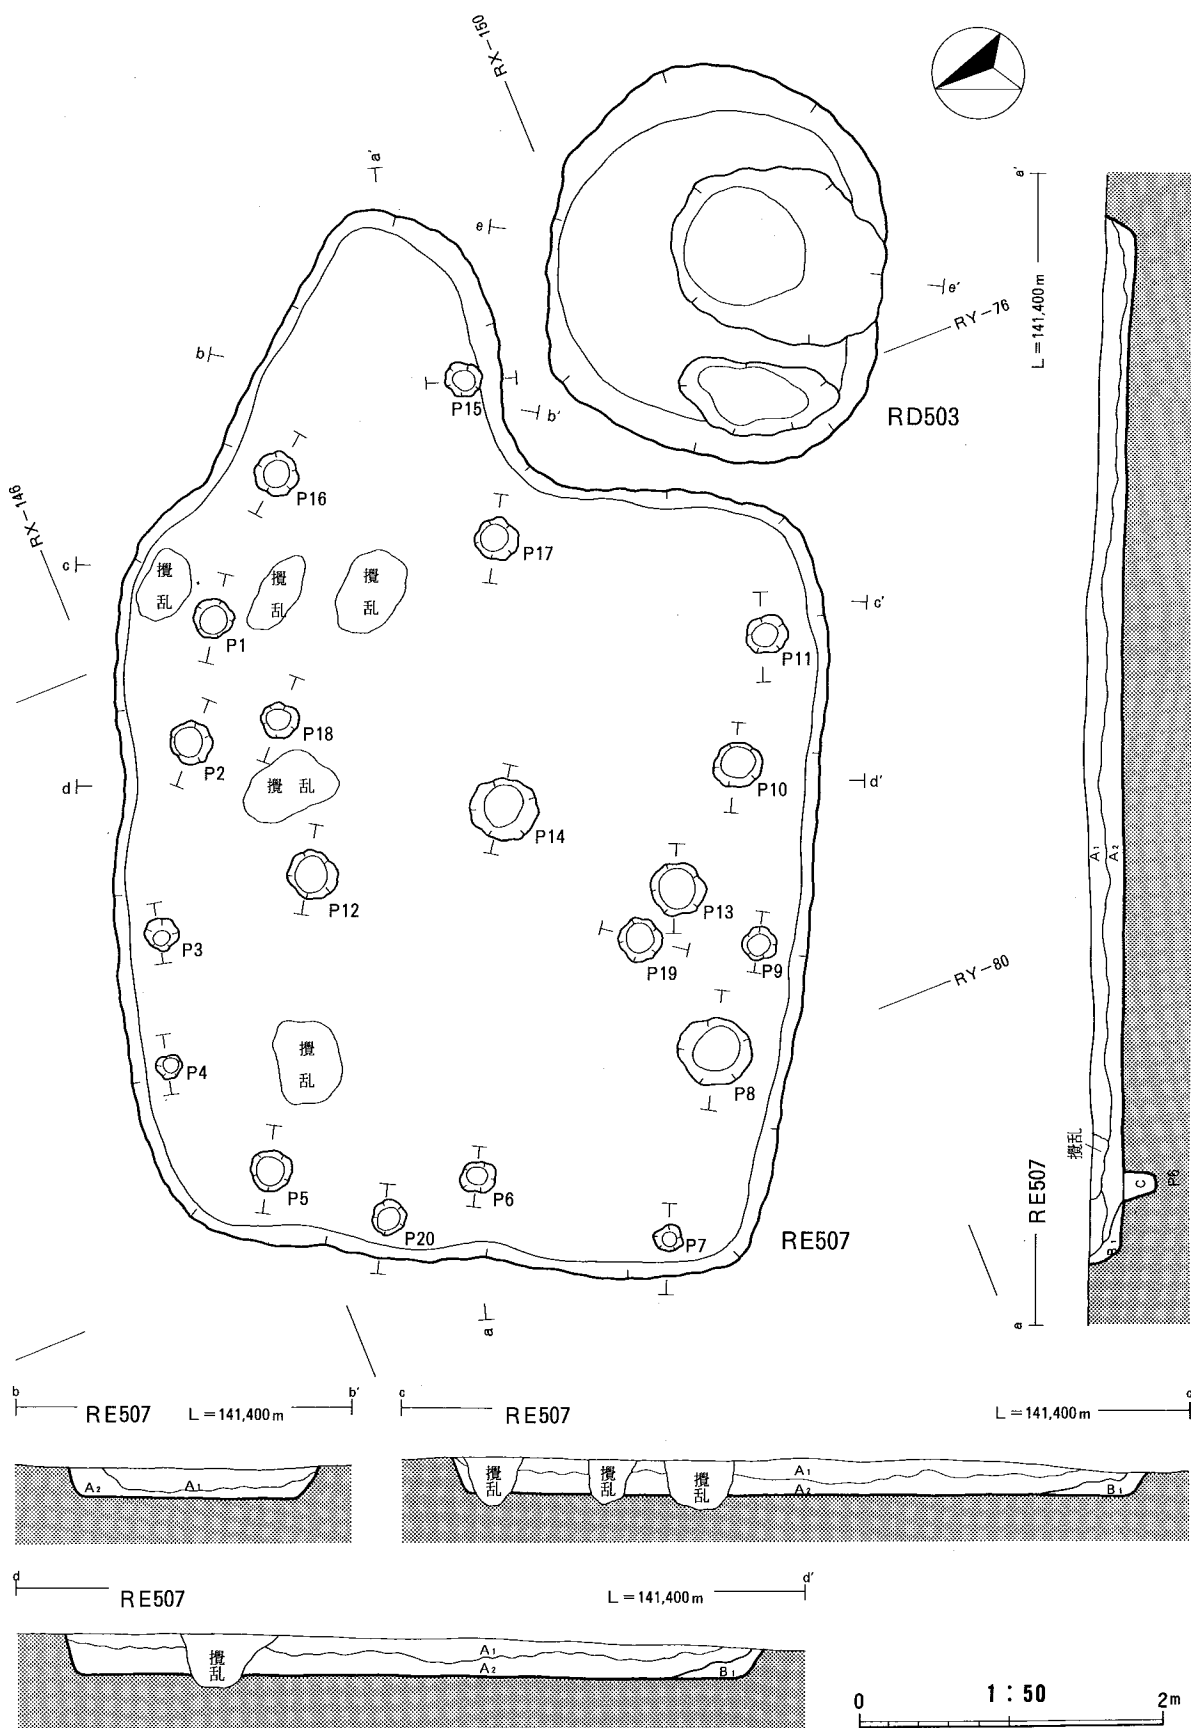 RX-150
a'
e
e'
RY-76
b
P15
b'
RD503
a'
L=141,400m
P16
RX-146
P17
c
攪乱
攪乱
攪乱
c'
P1
P11
P18
P2
P10
d
攪乱
d'
P14
A1
A2
P12
P13
P3
P19
P9
RY-80
P4
攪乱
P8
攪乱
P5
P6
C
P6
P20
P7
RE507
RE507
B1
a
a
b
b'
RE507
L=141,400m
c
c
RE507
L=141,400m
A2
A1
攪乱
攪乱
攪乱
A1
A2
B1
d
d'
RE507
L=141,400m
攪乱
A1
A2
B1
1:50
0
2m